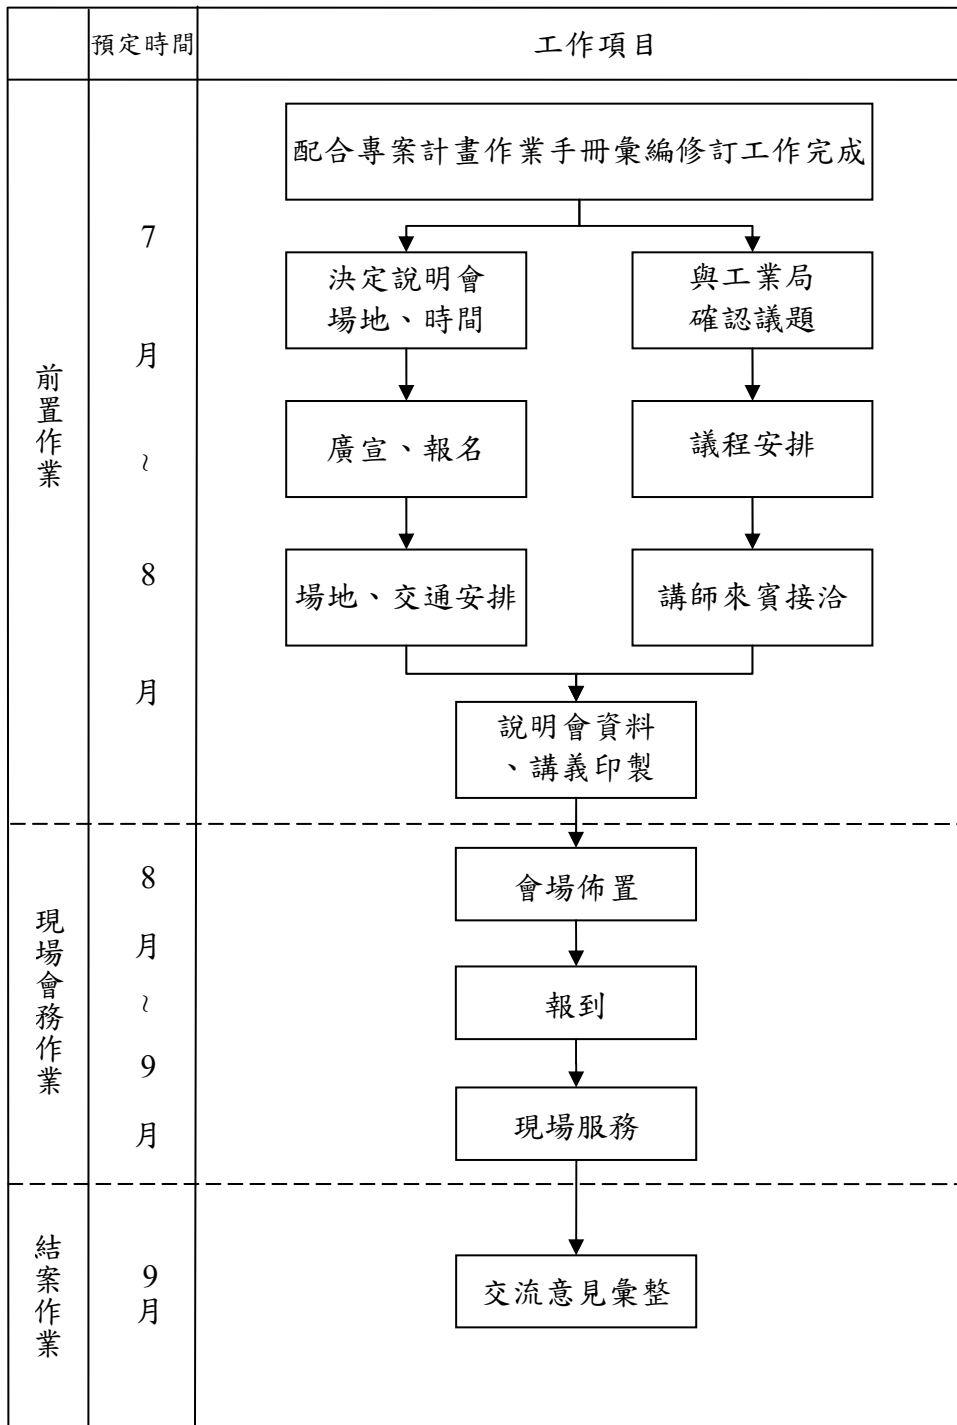 預定時間
工作項目
前置作業
7
月
~
8
月
配合專案計畫作業手冊彙編修訂工作完成
決定說明會
場地、時間
與工業局
確認議題
廣宣、報名
議程安排
場地、交通安排
講師來賓接洽
說明會資料
、講義印製
現場會務作業
8
月
~
9
月
會場佈置
報到
現場服務
結案作業
9
月
交流意見彙整